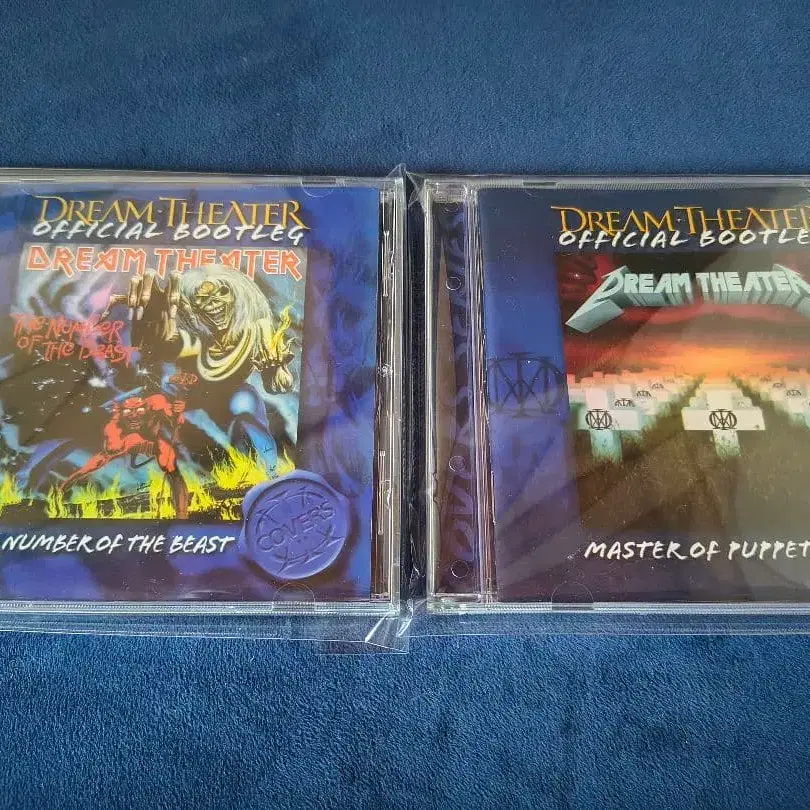 DREAM·THEATER
OFFICIAL BOOTLEG
DREAM THEATER
THE NUMBER
OF THE BEAST
COVERS
NUMBER OF THE BEAST
DREAM·THEATER
OFFICIAL BOOTLE
DREAM THEATER
MASTER OF PUPPET